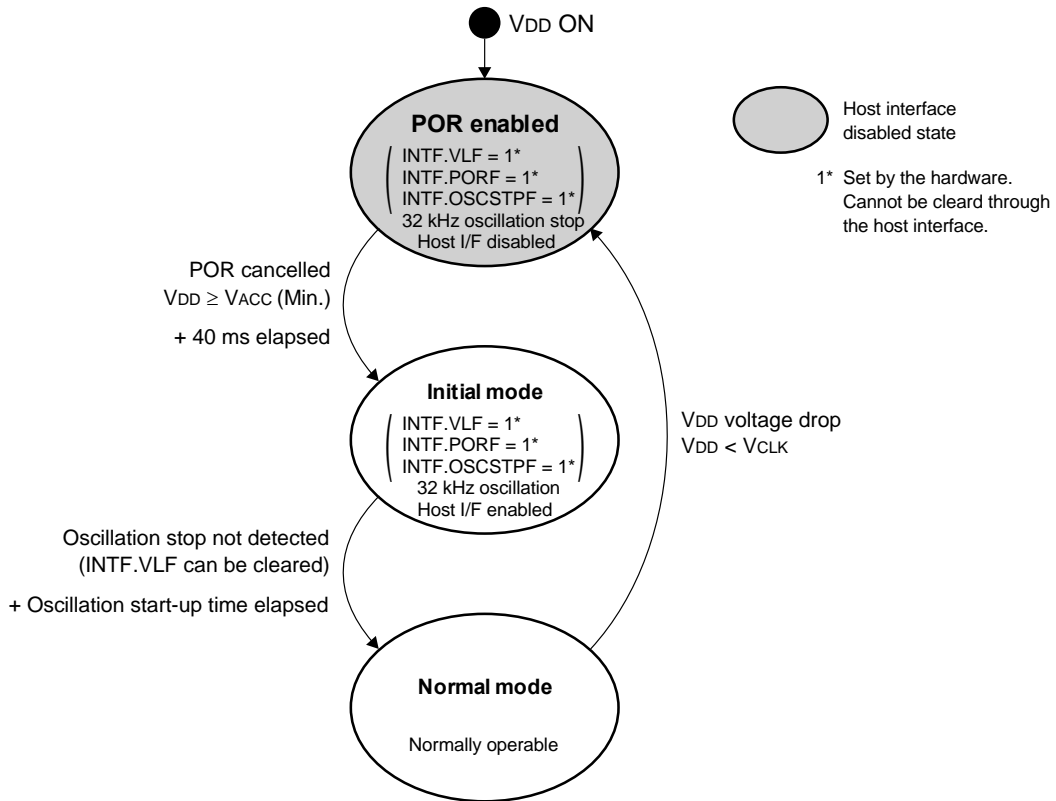 VDD ON
POR enabled
INTF.VLF = 1*
INTF.PORF = 1*
INTF.OSCSTPF = 1*
32 kHz oscillation stop
Host I/F disabled
Host interface
disabled state
1* Set by the hardware.
Cannot be cleard through
the host interface.
POR cancelled
VDD ≥ VACC (Min.)
+ 40 ms elapsed
Initial mode
INTF.VLF = 1*
INTF.PORF = 1*
INTF.OSCSTPF = 1*
32 kHz oscillation
Host I/F enabled
VDD voltage drop
VDD < VCLK
Oscillation stop not detected
(INTF.VLF can be cleared)
+ Oscillation start-up time elapsed
Normal mode
Normally operable